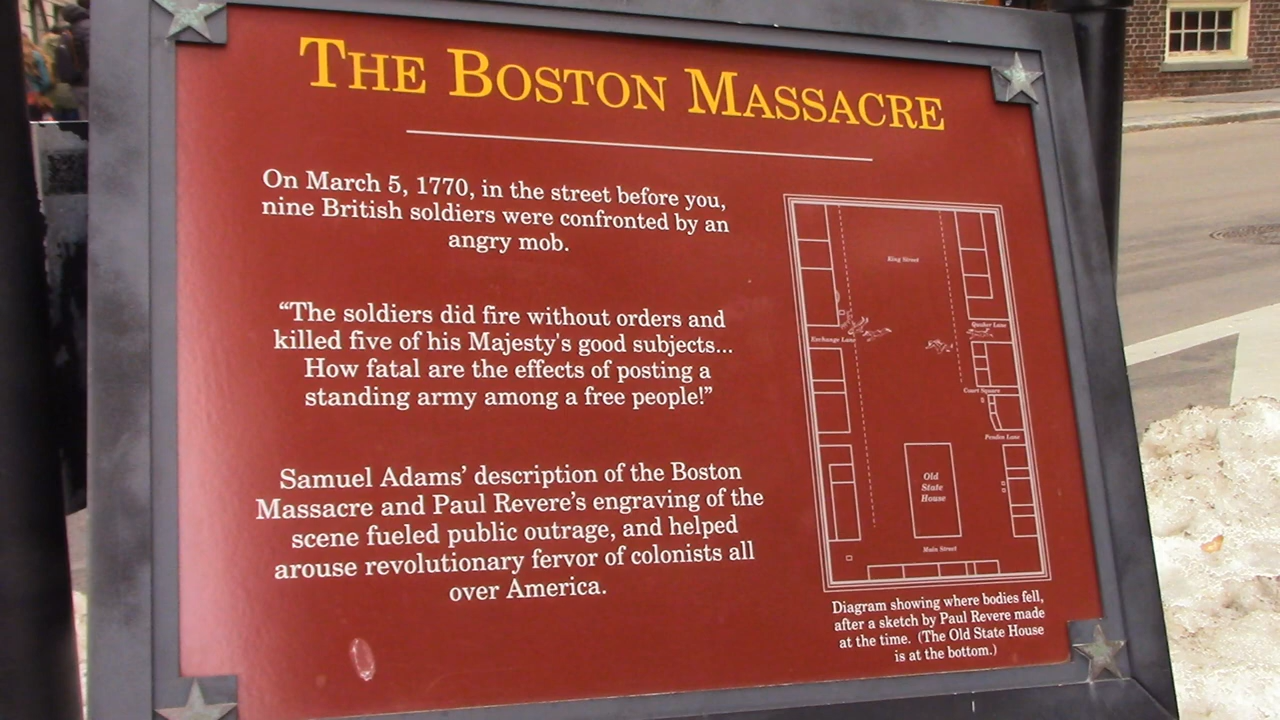 THE BOSTON MASSACRE
On March 5, 1770, in the street before you,
nine British soldiers were confronted by an
angry mob.
“The soldiers did fire without orders and
killed five of his Majesty's good subjects...
How fatal are the effects of posting a
standing army among a free people!”
Samuel Adams’ description of the Boston
Massacre and Paul Revere’s engraving of the
scene fueled public outrage, and helped
arouse revolutionary fervor of colonists all
over America.
King Street
Quaker Lane
Exchange Lane
Court Square
Pendin Lane
Old
State
House
Main Street
Diagram showing where bodies fell,
after a sketch by Paul Revere made
at the time. (The Old State House
is at the bottom.)